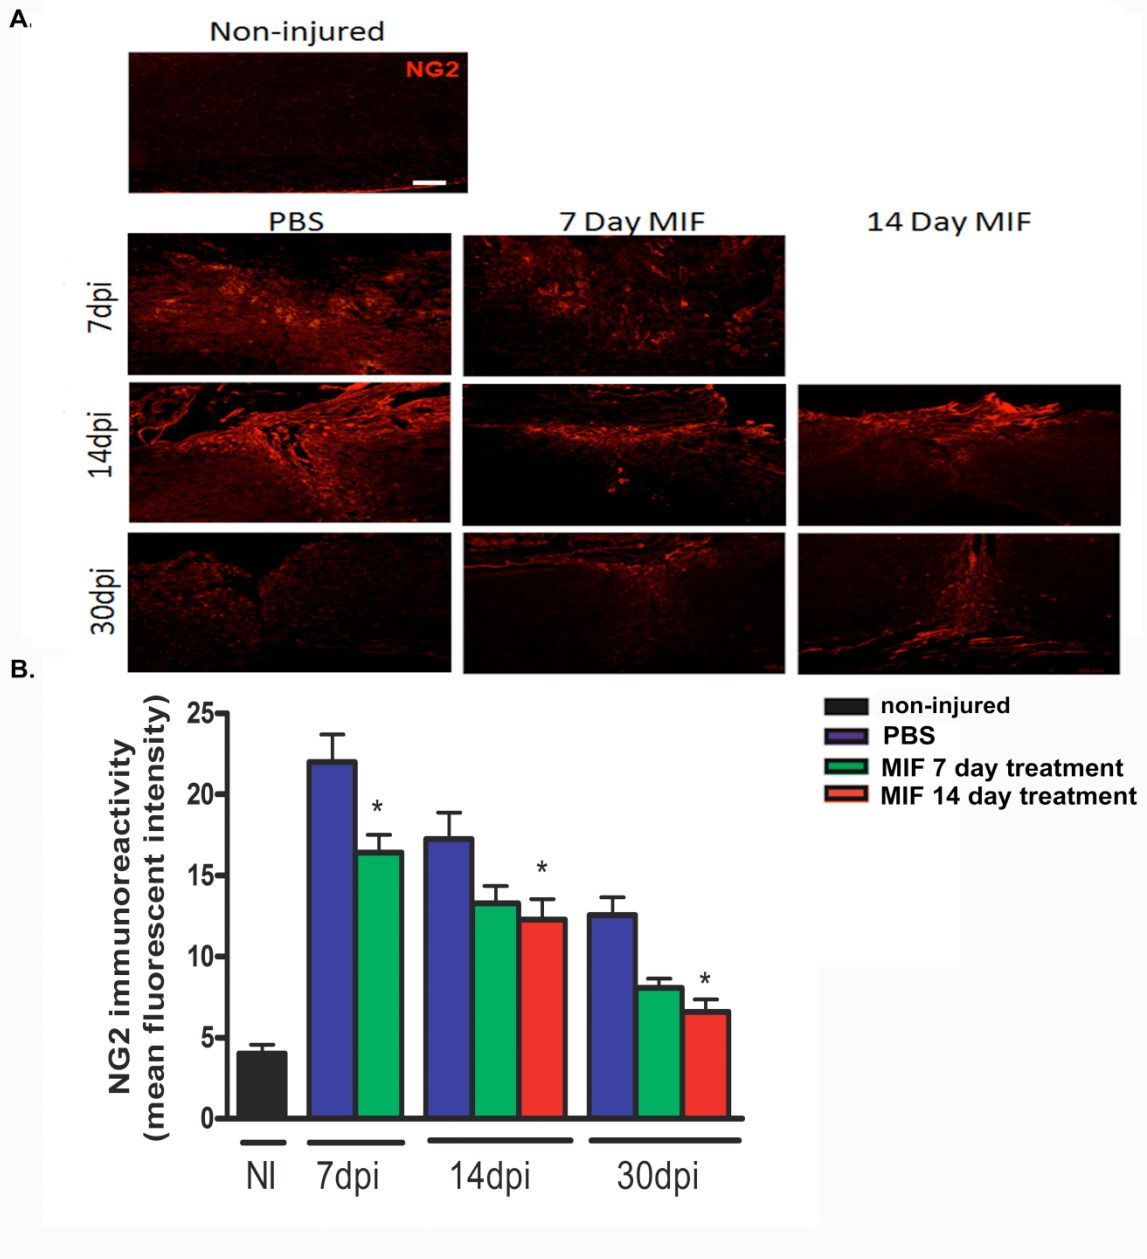 A.
Non-injured
NG2
PBS
7 Day MIF
14 Day MIF
7dpi
14dpi
30dpi
B.
NG2 immunoreactivity
(mean fluorescent intensity)
25
20
15
10
5
0
*
*
*
NI
7dpi
14dpi
30dpi
non-injured
PBS
MIF 7 day treatment
MIF 14 day treatment